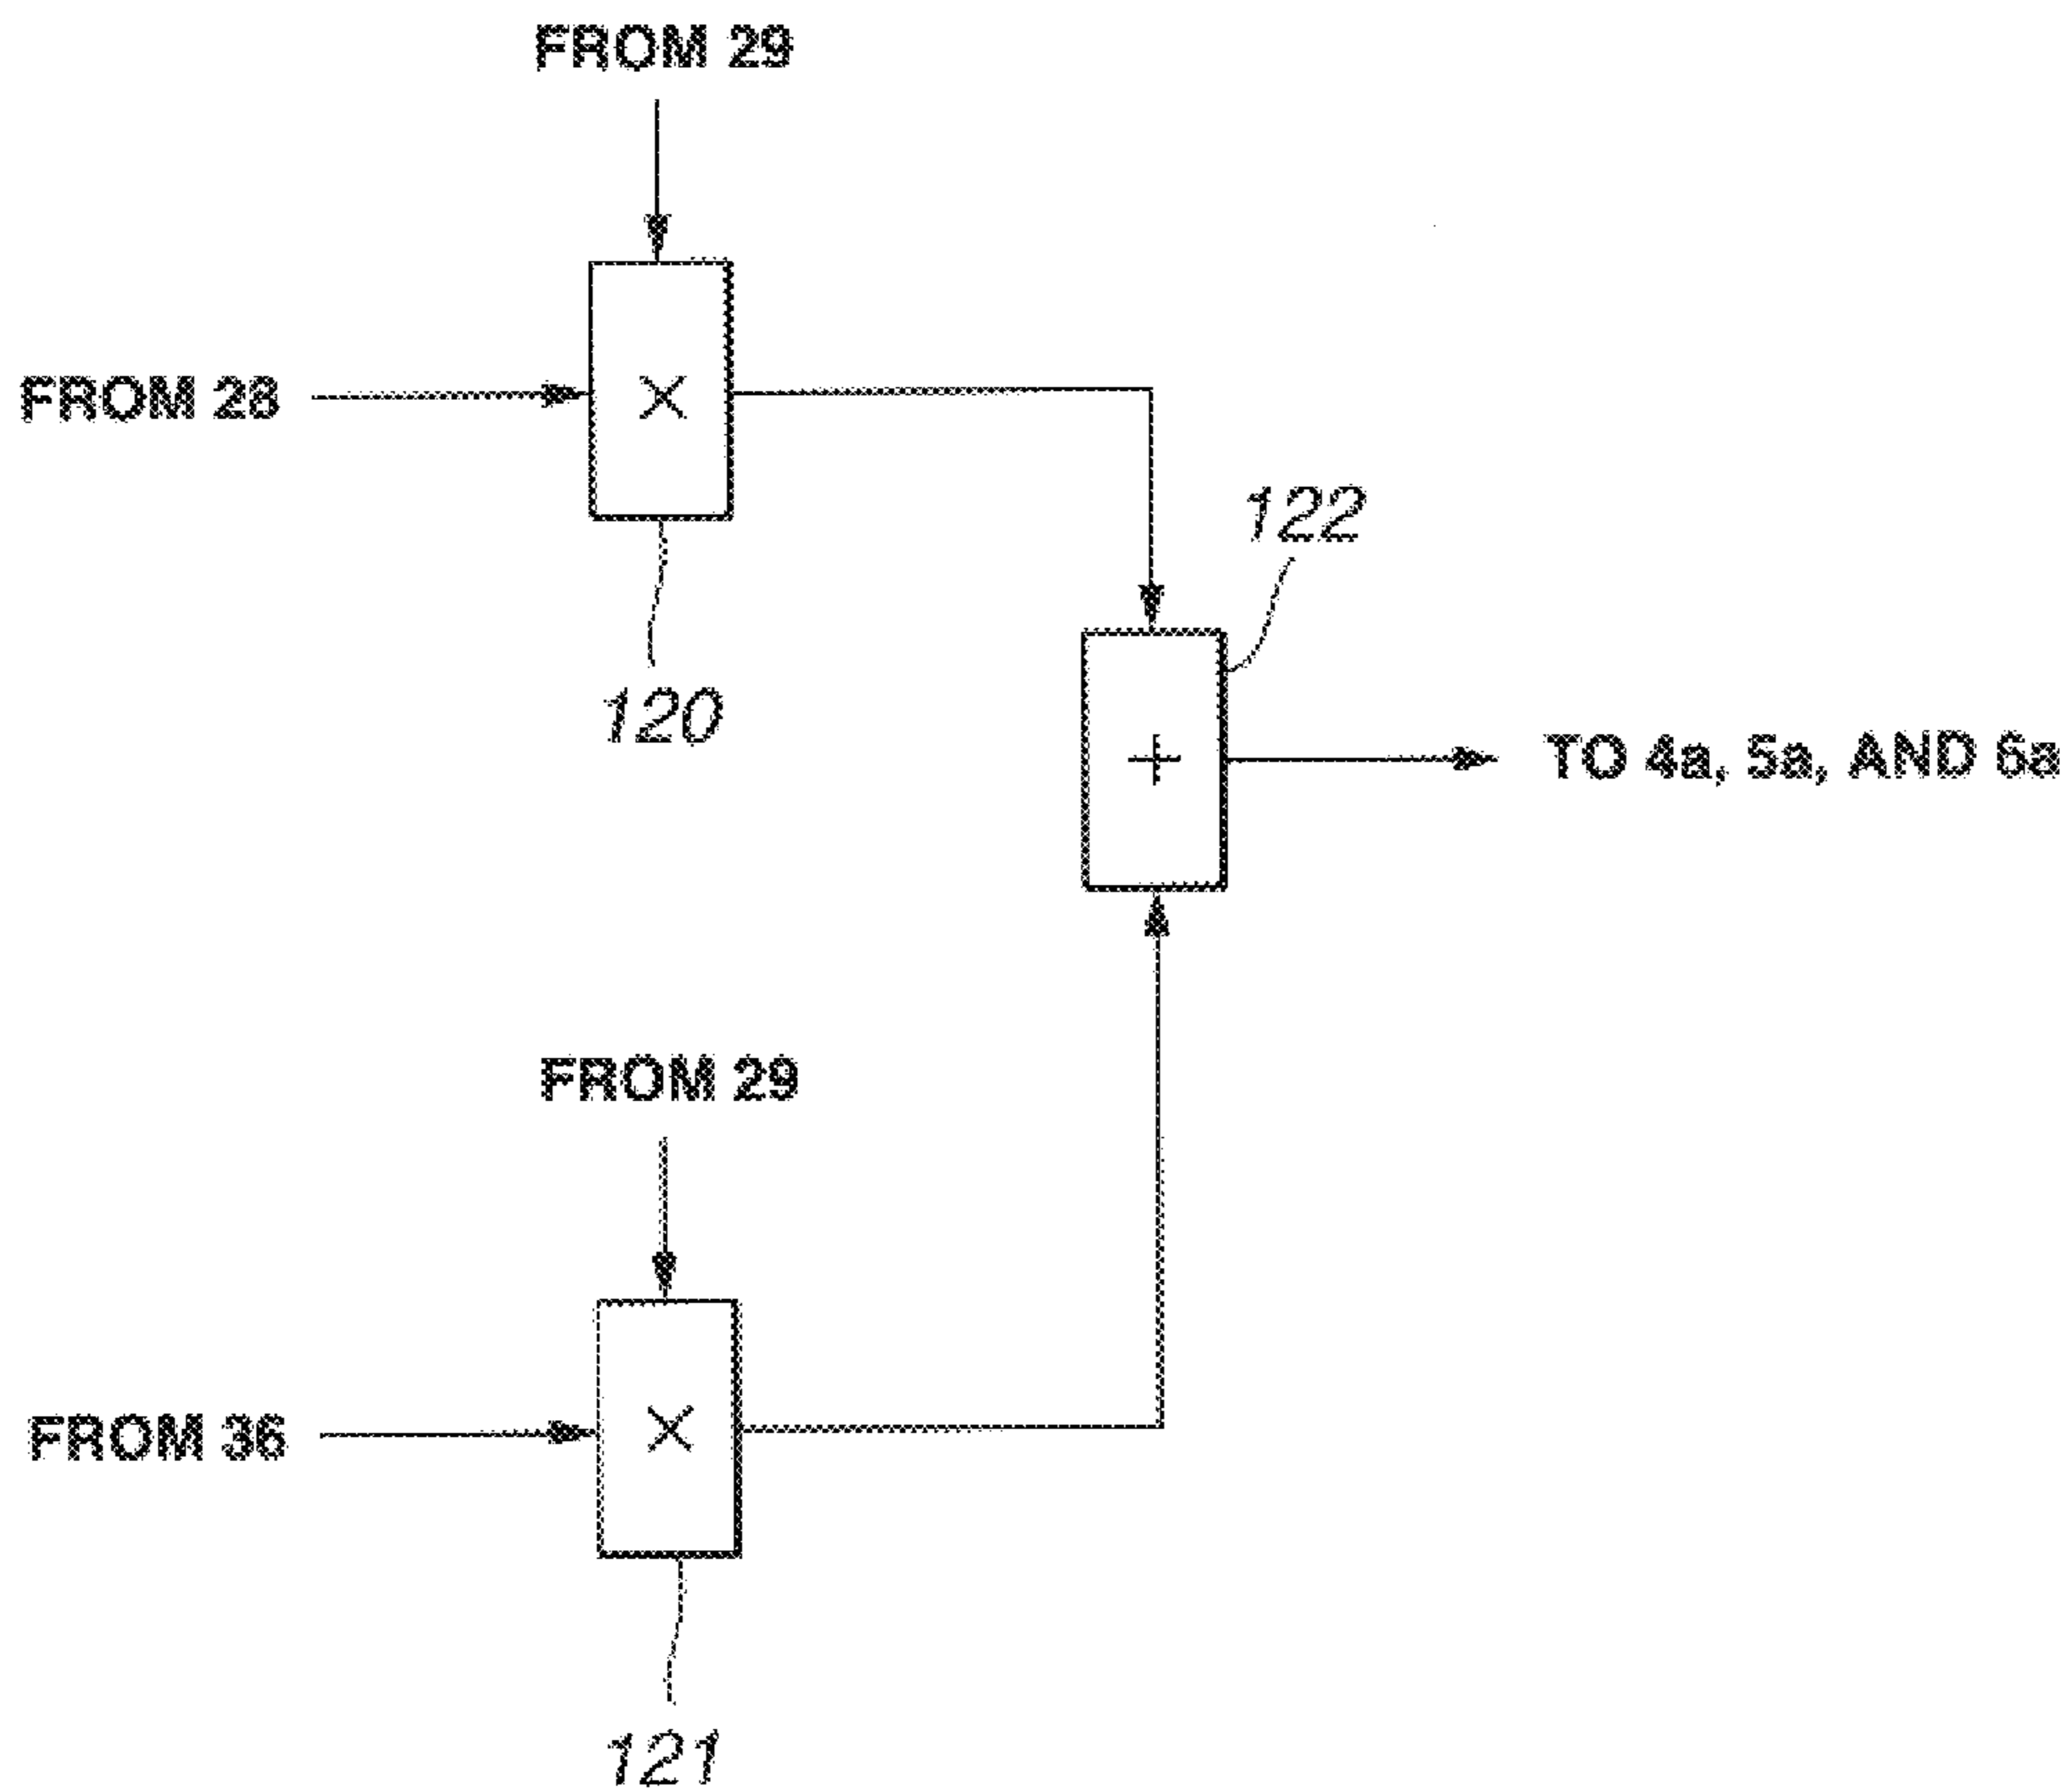 FROM 29
FROM 28
×
122
120
+
TO 4a, 5a, AND 6a
FROM 29
FROM 36
×
121